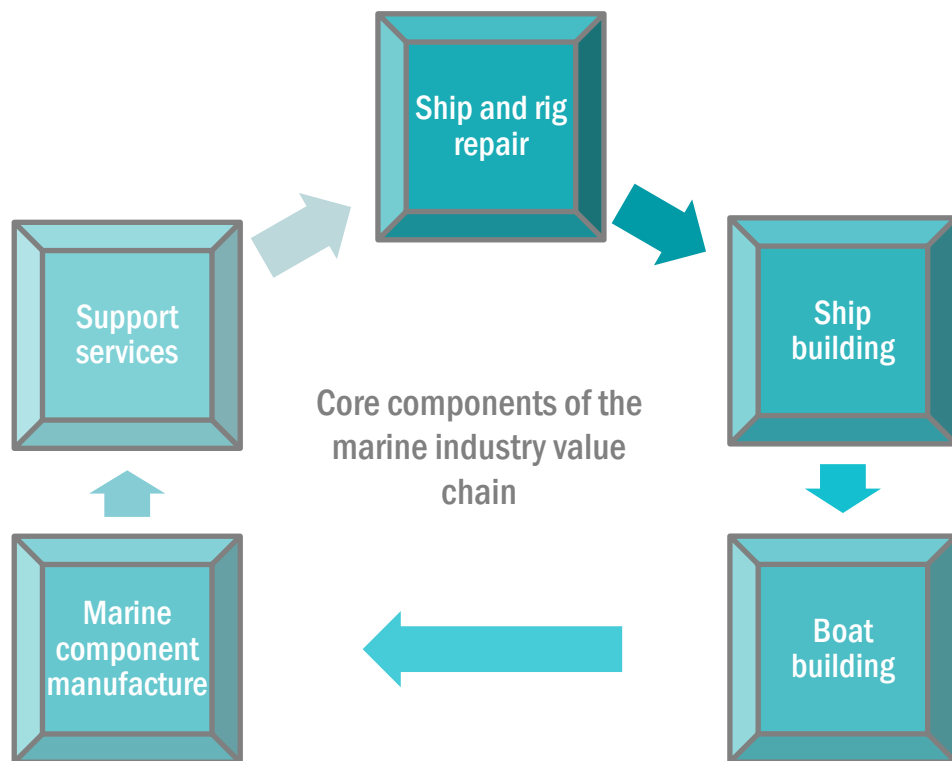 Ship and rig
repair
Ship
building
Boat
building
Marine
component
manufacture
Support
services
Core components of the
marine industry value
chain